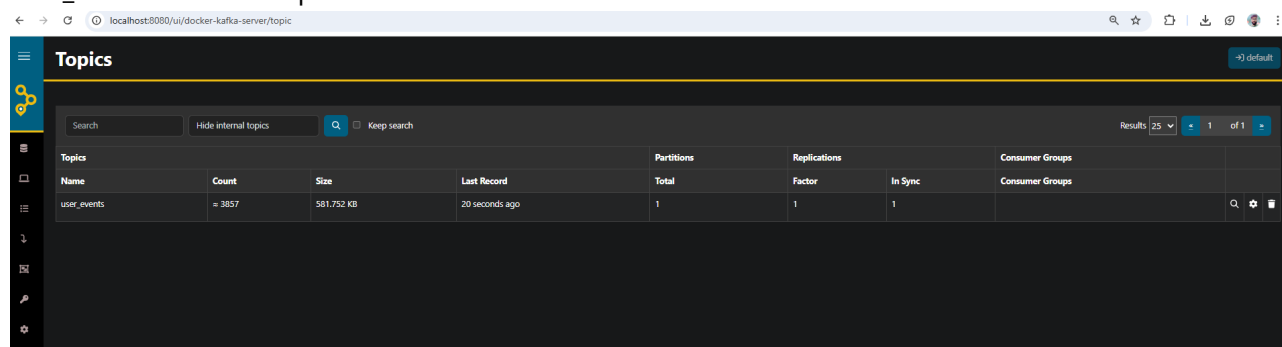 localhost:8080/ui/docker-kafka-server/topic
Topics
default
Search Hide internal topics Keep search Results 25 « 1 of 1 »
Topics Partitions Replications Consumer Groups
Name Count Size Last Record Total Factor In Sync Consumer Groups
user_events ≈ 3857 581.752 KB 20 seconds ago 1 1 1